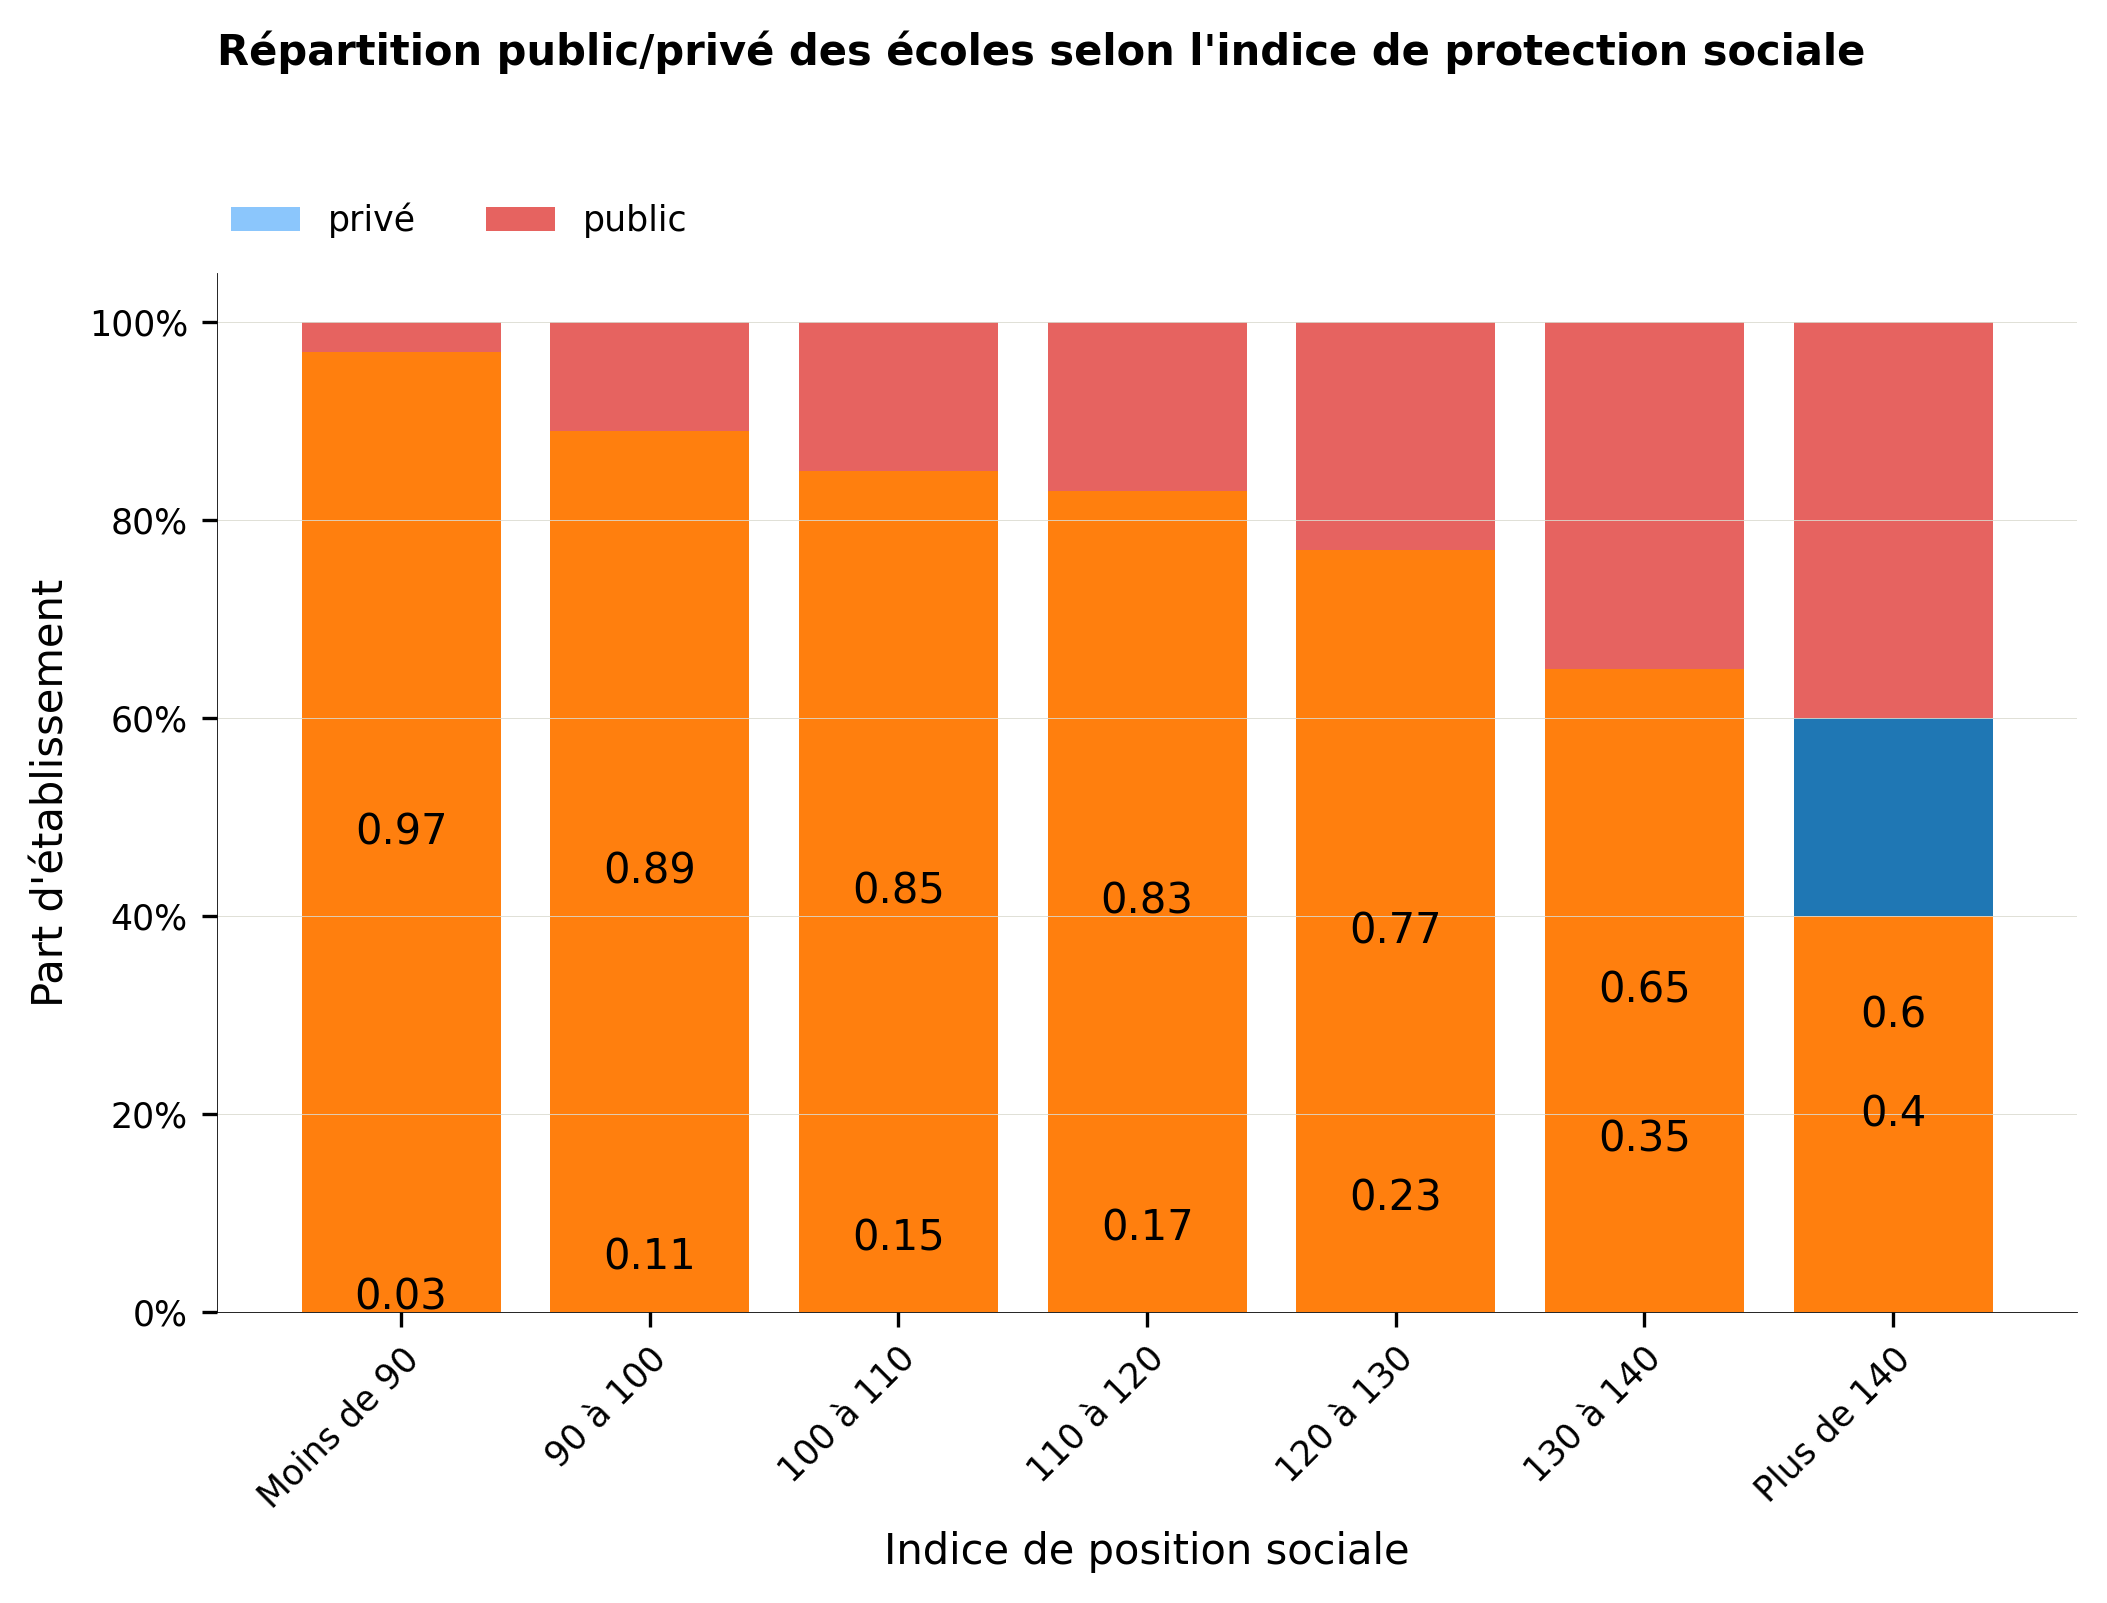 Répartition public/privé des écoles selon l'indice de protection sociale
privé
public
Part d'établissement
100%
80%
60%
40%
20%
0%
0.97
0.89
0.85
0.83
0.77
0.65
0.6
0.03
0.11
0.15
0.17
0.23
0.35
0.4
Moins de 90
90 à 100
100 à 110
110 à 120
120 à 130
130 à 140
Plus de 140
Indice de position sociale